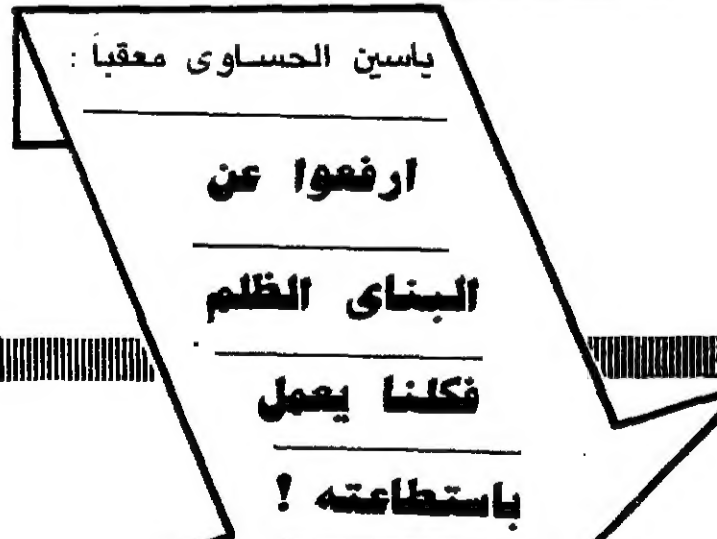 ياسين الحساوى معقباً :
ارفعوا عن
البناى الظلم
فكلنا يعمل
باستطاعته !